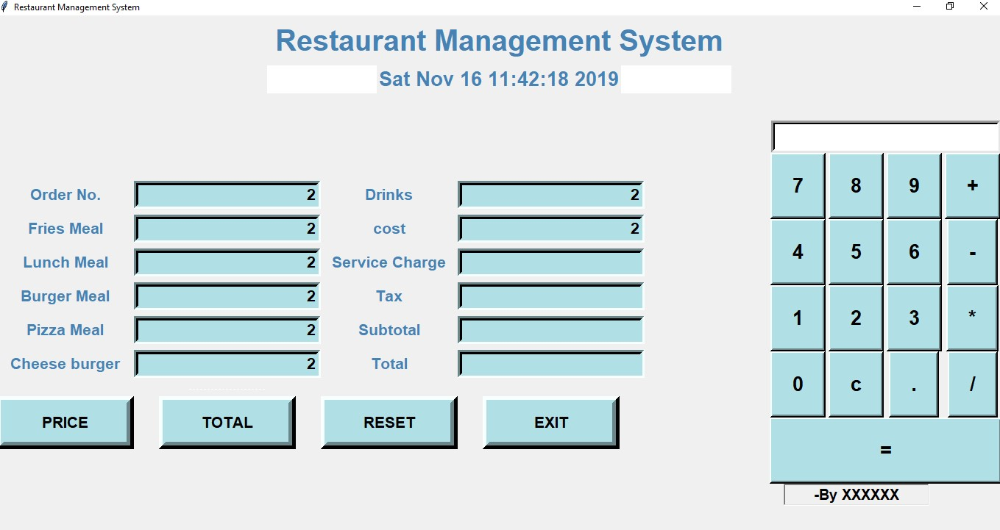 Restaurant Management System
Restaurant Management System
Sat Nov 16 11:42:18 2019
Order No. 2 Drinks 2
Fries Meal 2 cost 2
Lunch Meal 2 Service Charge
Burger Meal 2 Tax
Pizza Meal 2 Subtotal
Cheese burger 2 Total
PRICE TOTAL RESET EXIT
7 8 9 +
4 5 6 -
1 2 3 *
0 c . /
=
-By XXXXXX